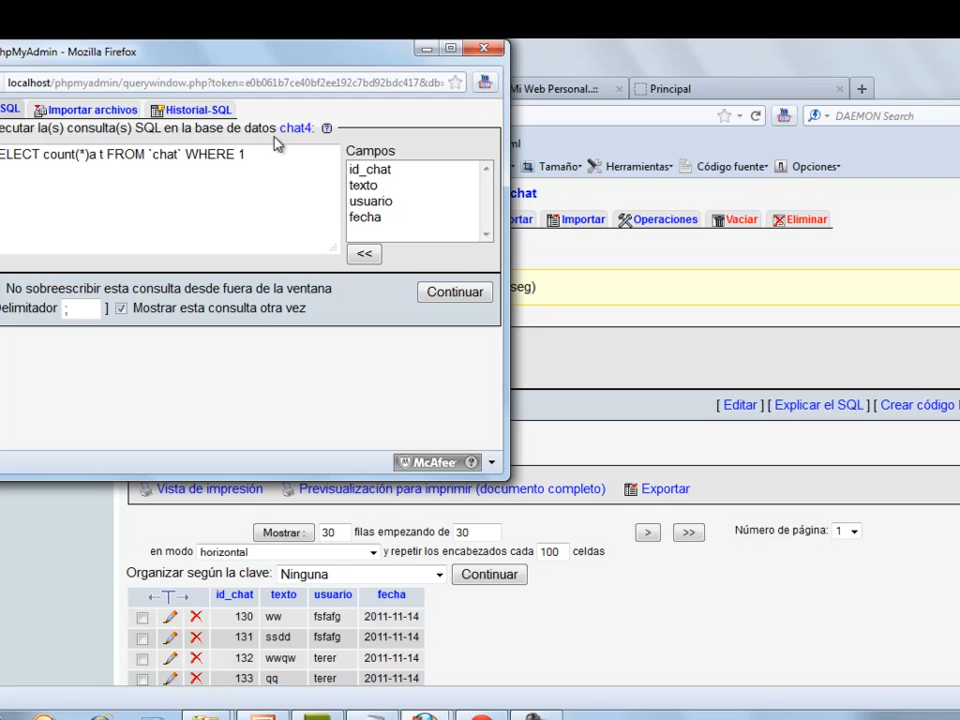 hpMyAdmin - Mozilla Firefox
localhost/phpmyadmin/querywindow.php?token=e0b061b7ce40bf2ee192c7bd92bdc417&db=
SQL Importar archivos Historial-SQL
ecutar la(s) consulta(s) SQL en la base de datos chat4:
ELECT count(*)a t FROM `chat` WHERE 1
Campos
id_chat
texto
usuario
fecha
<<
No sobreescribir esta consulta desde fuera de la ventana
Continuar
elimitador ; ] Mostrar esta consulta otra vez
McAfee
Mi Web Personal..:: Principal
DAEMON Search
ml
Tamaño Herramientas Código fuente Opciones
chat
rtar Importar Operaciones Vaciar Eliminar
seg)
[ Editar ] [ Explicar el SQL ] [ Crear código
Vista de impresión Previsualización para imprimir (documento completo) Exportar
Mostrar : 30 filas empezando de 30 > >> Número de página: 1
en modo horizontal y repetir los encabezados cada 100 celdas
Organizar según la clave: Ninguna Continuar
←T→ id_chat texto usuario fecha
130 ww fsfafg 2011-11-14
131 ssdd fsfafg 2011-11-14
132 wwqw terer 2011-11-14
133 qq terer 2011-11-14